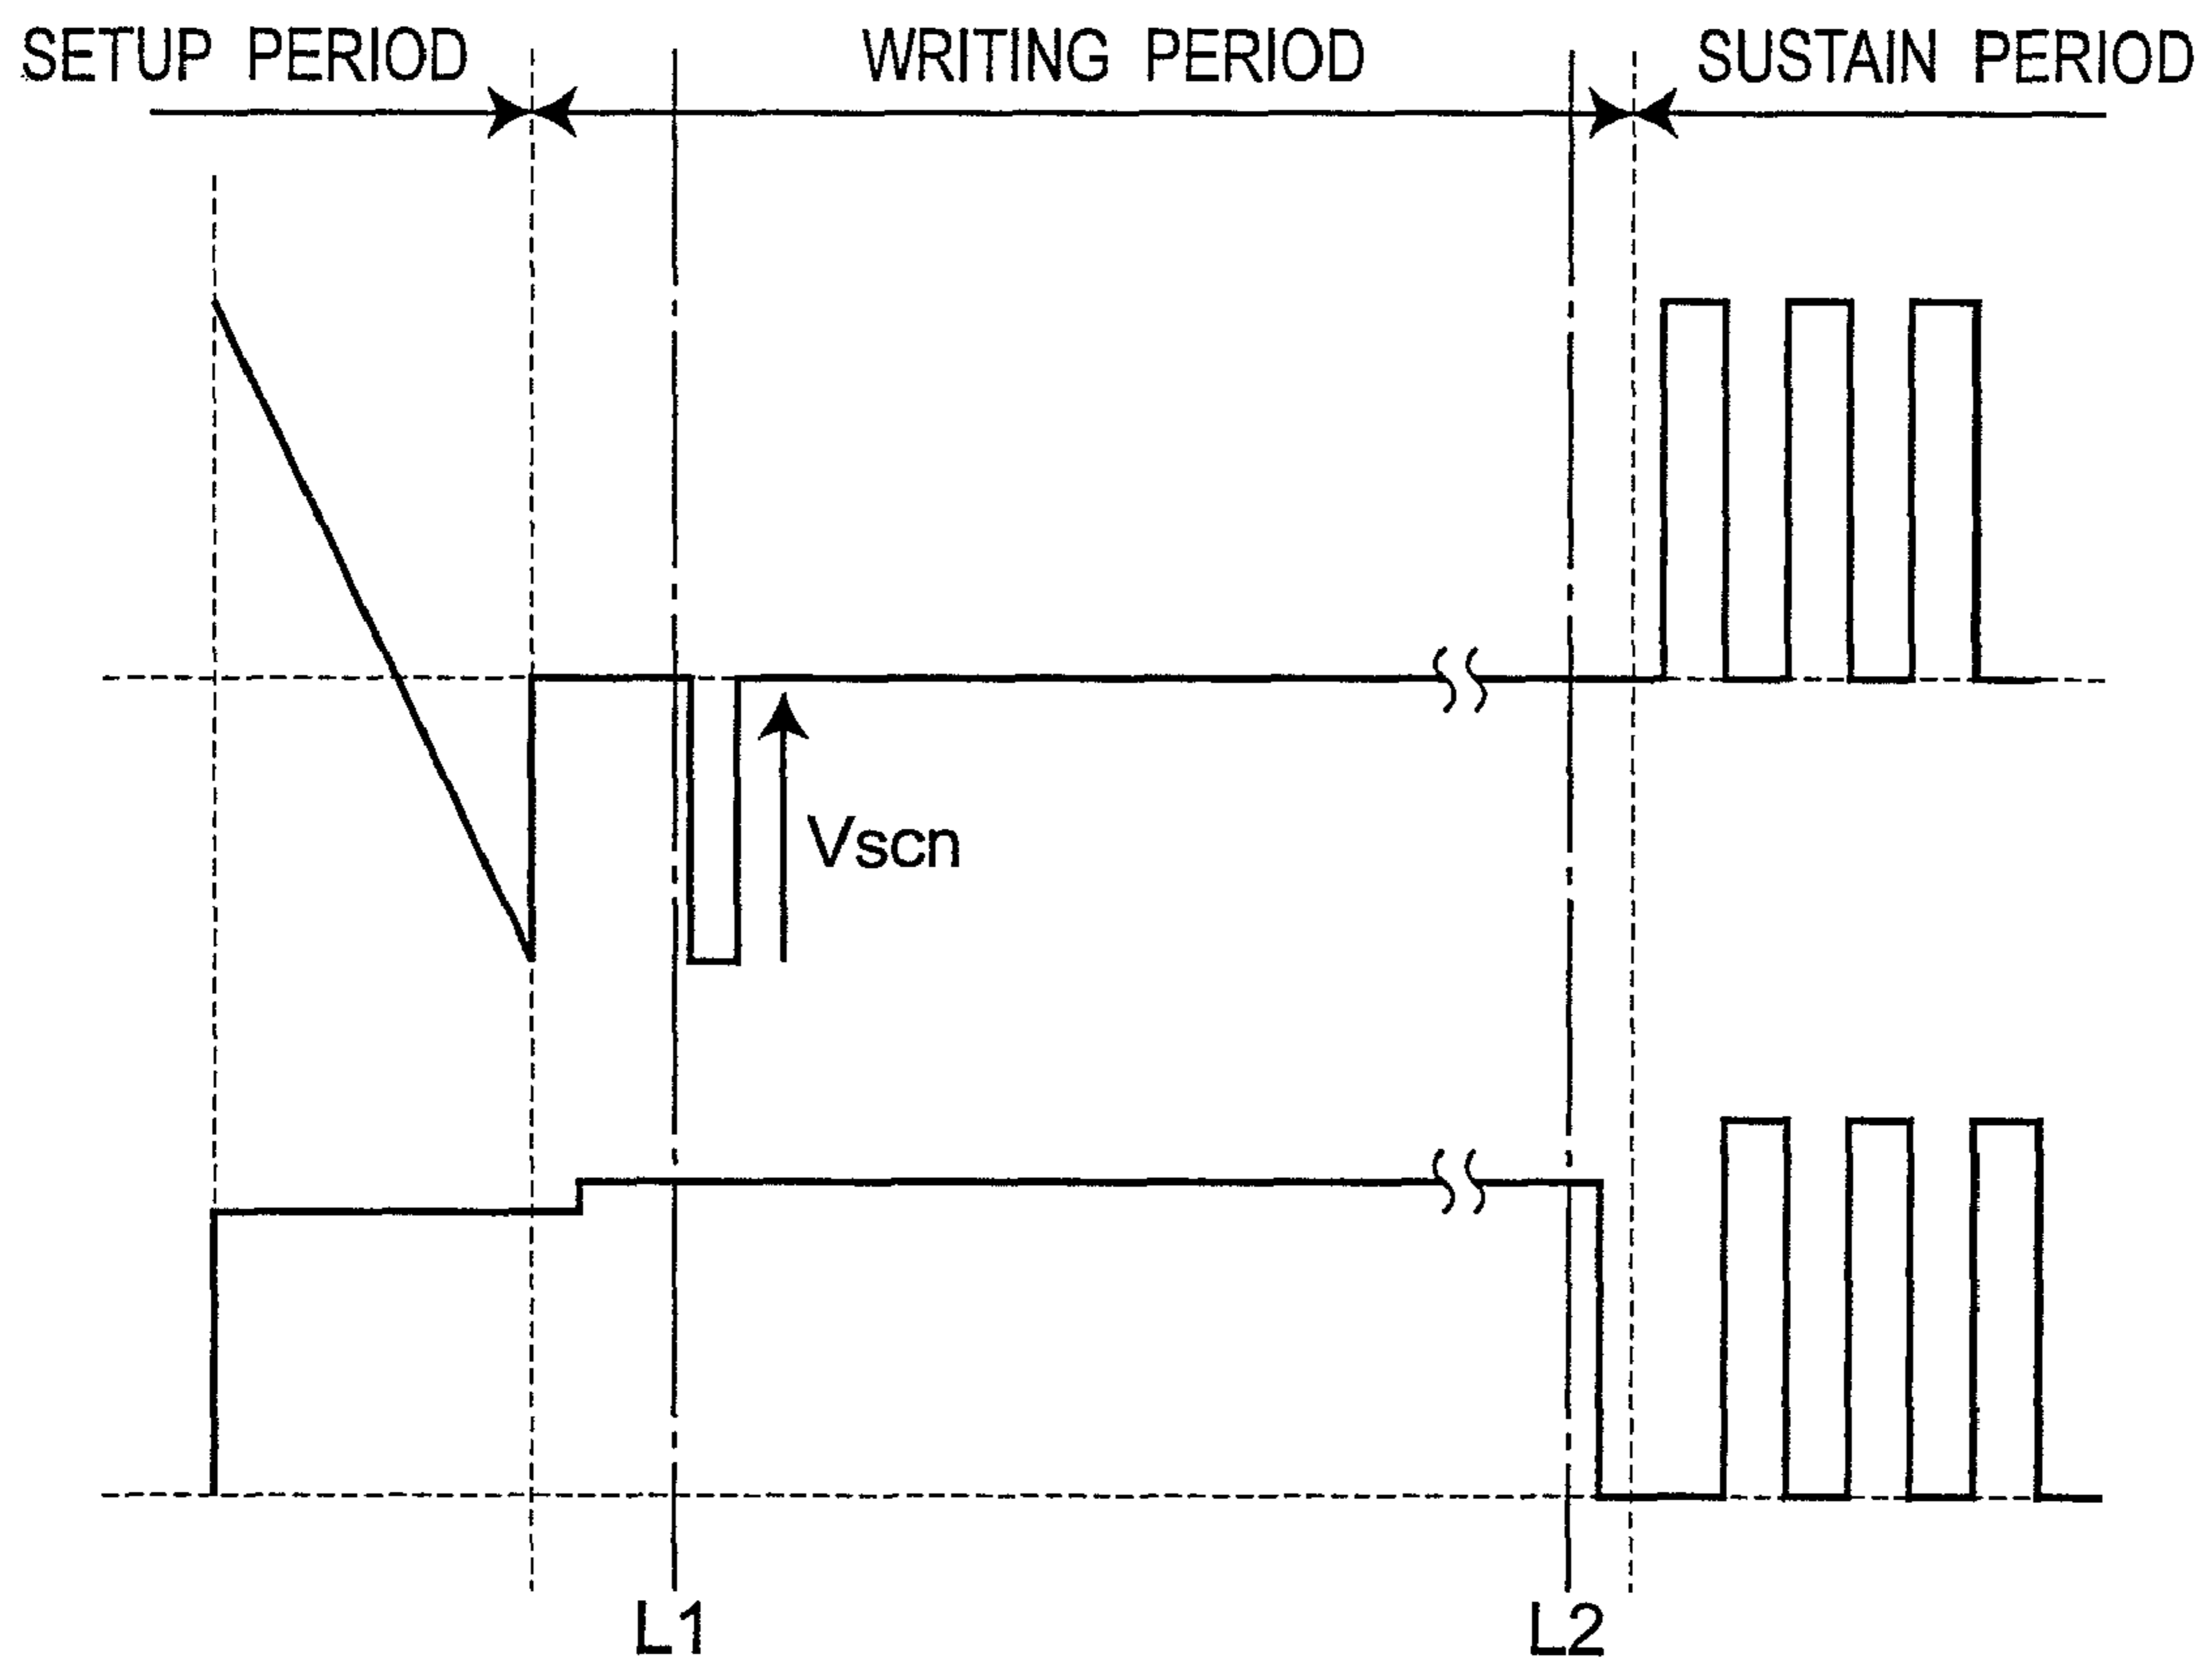 SETUP PERIOD WRITING PERIOD SUSTAIN PERIOD
Vscn
L1 L2